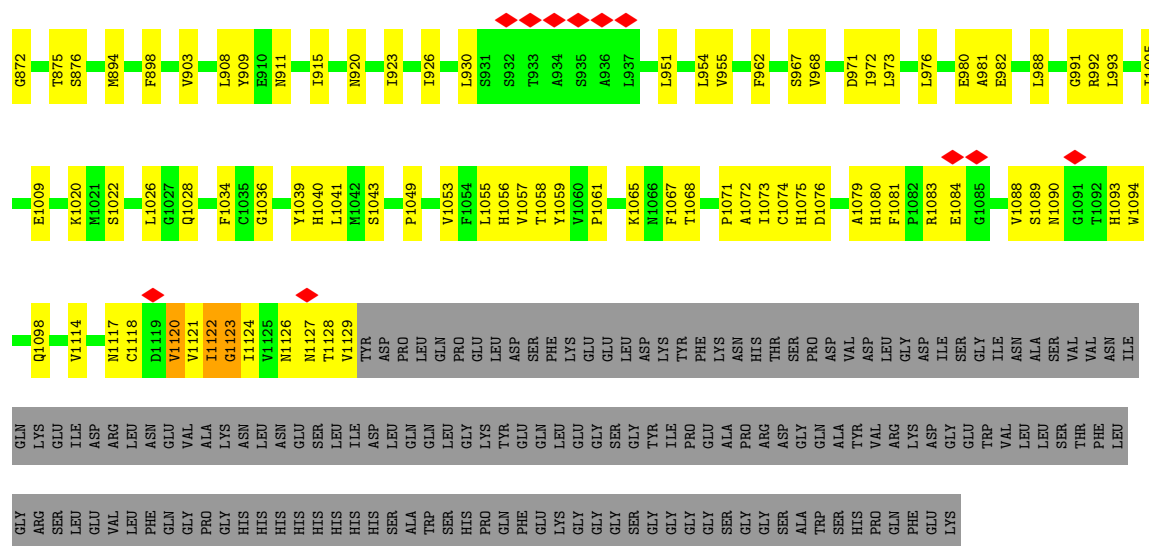 G872 T875 S876 M894 F898 V903 L908 Y909 E910 N911 I915 N920 I923 I926 L930 S931 S932 T933 A934 S935 A936 L937 L951 L954 V955 F962 S967 V968 D971 I972 L973 L976 E980 A981 E982 L988 G991 R992 L993
E1009 K1020 M1021 S1022 L1026 G1027 Q1028 F1034 C1035 G1036 Y1039 H1040 L1041 M1042 S1043 P1049 V1053 F1054 L1055 H1056 V1057 T1058 Y1059 V1060 P1061 K1065 N1066 F1067 T1068 P1071 A1072 I1073 C1074 H1075 D1076 A1079 H1080 F1081 P1082 R1083 E1084 G1085 V1088 S1089 N1090 G1091 T1092 H1093 W1094
Q1098 V1114 N1117 C1118 D1119 V1120 V1121 I1122 G1123 I1124 V1125 N1126 N1127 T1128 V1129 TYR ASP PRO LEU GLN PRO GLU LEU ASP SER PHE LYS GLU GLU LEU ASP LYS TYR PHE LYS ASN HIS THR SER PRO ASP VAL ASP LEU GLY ASP ILE SER GLY ILE ASN ALA SER VAL VAL ASN ILE
GLN LYS GLU ILE ASP ARG LEU ASN GLU VAL ALA LYS ASN LEU ASN GLU SER LEU ILE ASP LEU GLN GLN LEU GLY LYS TYR GLU GLN LEU GLU GLY SER GLY TYR ILE PRO GLU ALA PRO ARG ASP GLY GLN ALA TYR VAL ARG LYS ASP GLY GLU TRP VAL LEU LEU SER THR PHE LEU
GLY ARG SER LEU GLU VAL LEU PHE GLN GLY PRO GLY HIS HIS HIS HIS HIS HIS HIS HIS SER ALA TRP SER HIS PRO GLN PHE GLU LYS GLY GLY GLY SER GLY GLY GLY GLY SER GLY GLY SER ALA TRP SER HIS PRO GLN PHE GLU LYS